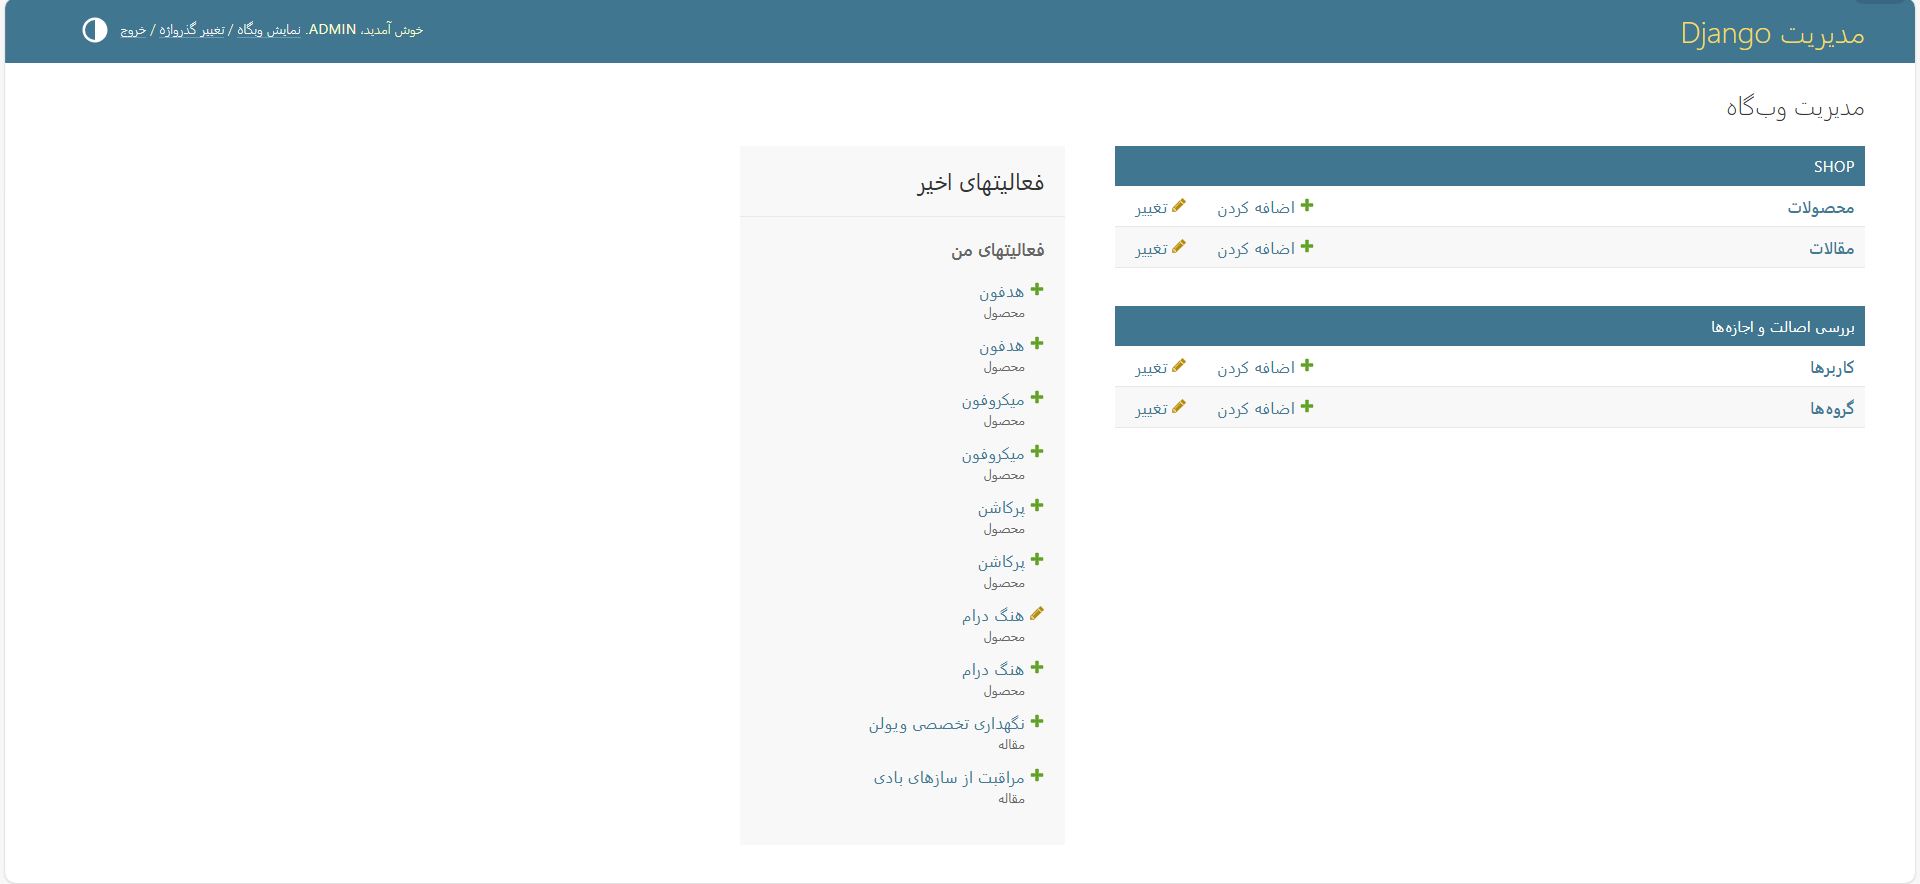 مدیریت Django
خوش آمدید، ADMIN. نمایش وبگاه / تغییر گذرواژه / خروج
مدیریت وب‌گاه
SHOP
محصولات اضافه کردن تغییر
مقالات اضافه کردن تغییر
بررسی اصالت و اجازه‌ها
کاربرها اضافه کردن تغییر
گروه‌ها اضافه کردن تغییر
فعالیتهای اخیر
فعالیتهای من
هدفون
محصول
هدفون
محصول
میکروفون
محصول
میکروفون
محصول
پرکاشن
محصول
پرکاشن
محصول
هنگ درام
محصول
هنگ درام
محصول
نگهداری تخصصی ویولن
مقاله
مراقبت از سازهای بادی
مقاله